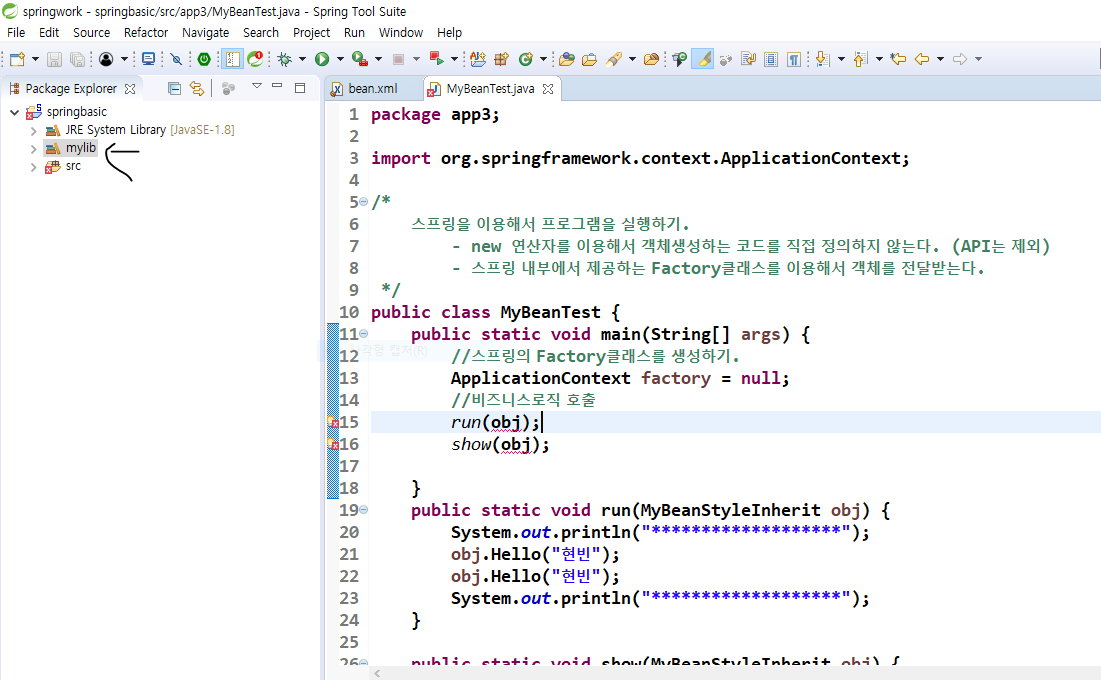 springwork - springbasic/src/app3/MyBeanTest.java - Spring Tool Suite
File Edit Source Refactor Navigate Search Project Run Window Help
Package Explorer
bean.xml MyBeanTest.java
springbasic
JRE System Library [JavaSE-1.8]
mylib
src
1 package app3;
2
3 import org.springframework.context.ApplicationContext;
4
5 /*
6 스프링을 이용해서 프로그램을 실행하기.
7 - new 연산자를 이용해서 객체생성하는 코드를 직접 정의하지 않는다. (API는 제외)
8 - 스프링 내부에서 제공하는 Factory클래스를 이용해서 객체를 전달받는다.
9 */
10 public class MyBeanTest {
11 public static void main(String[] args) {
12 //스프링의 Factory클래스를 생성하기.
13 ApplicationContext factory = null;
14 //비즈니스로직 호출
15 run(obj);
16 show(obj);
17
18 }
19 public static void run(MyBeanStyleInherit obj) {
20 System.out.println("*******************");
21 obj.Hello("현빈");
22 obj.Hello("현빈");
23 System.out.println("*******************");
24 }
25
26 public static void show(MyBeanStyleInherit obj) {